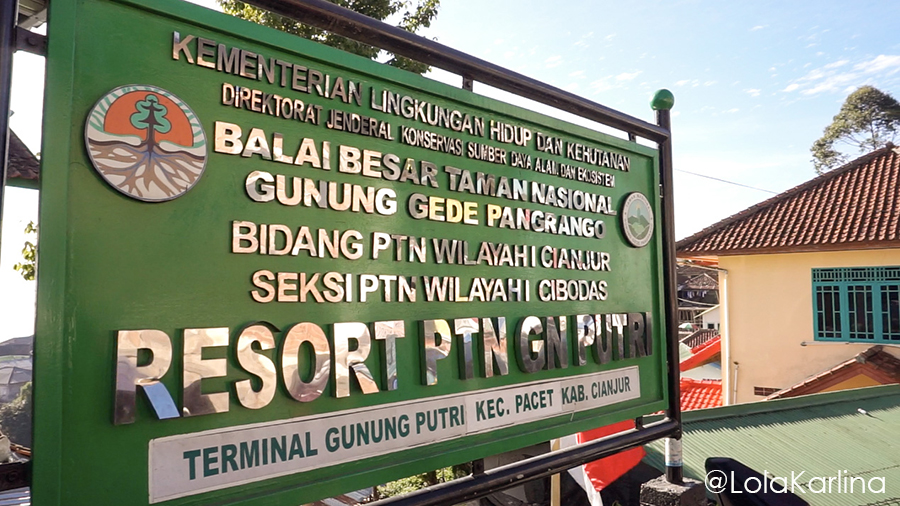 KEMENTERIAN LINGKUNGAN HIDUP DAN KEHUTANAN
DIREKTORAT JENDERAL KONSERVASI SUMBER DAYA ALAM DAN EKOSISTEM
BALAI BESAR TAMAN NASIONAL
GUNUNG GEDE PANGRANGO
BIDANG PTN WILAYAH I CIANJUR
SEKSI PTN WILAYAH I CIBODAS
RESORT PTN GN PUTRI
TERMINAL GUNUNG PUTRI KEC. PACET KAB. CIANJUR
@LolaKarlina